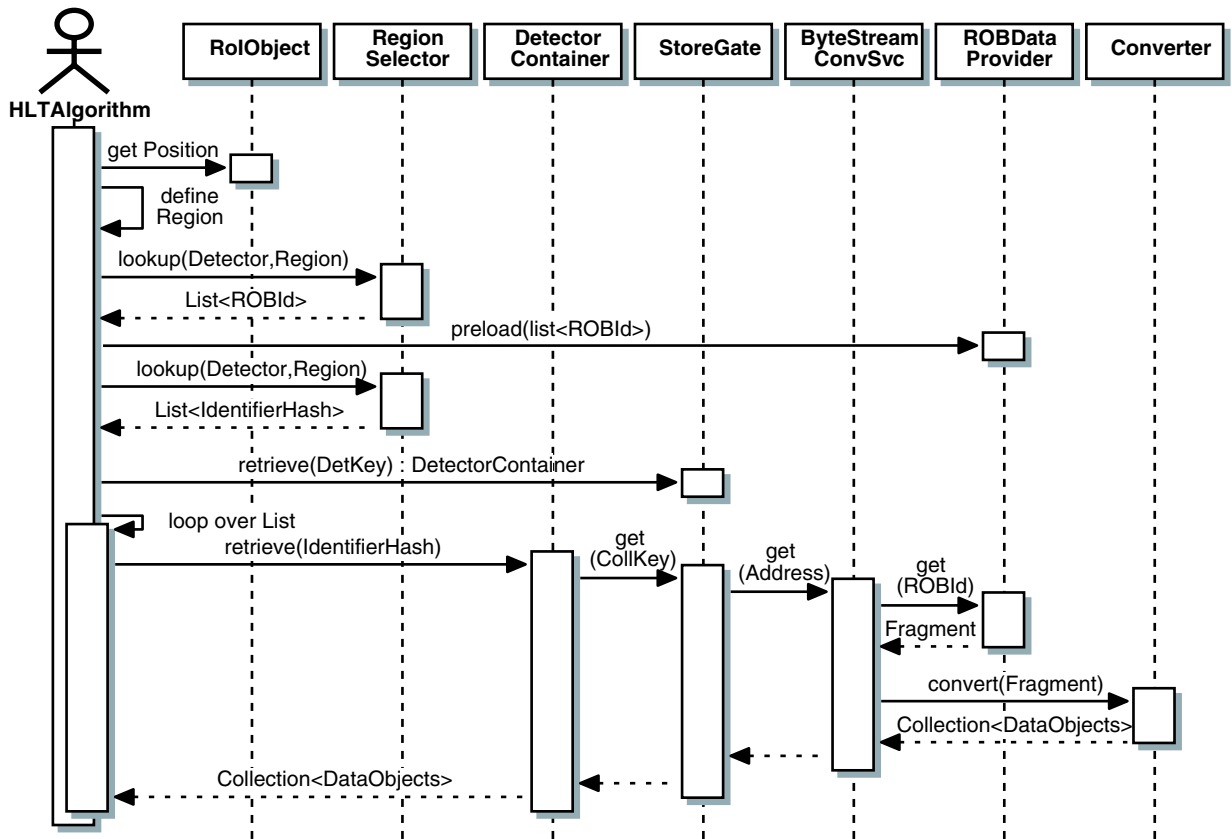 HLTAlgorithm
RoIObject
Region
Selector
Detector
Container
StoreGate
ByteStream
ConvSvc
ROBData
Provider
Converter
get Position
define
Region
lookup(Detector,Region)
List<ROBId>
preload(list<ROBId>)
lookup(Detector,Region)
List<IdentifierHash>
retrieve(DetKey) : DetectorContainer
loop over List
retrieve(IdentifierHash)
get
(CollKey)
get
(Address)
get
(ROBId)
Fragment
convert(Fragment)
Collection<DataObjects>
Collection<DataObjects>